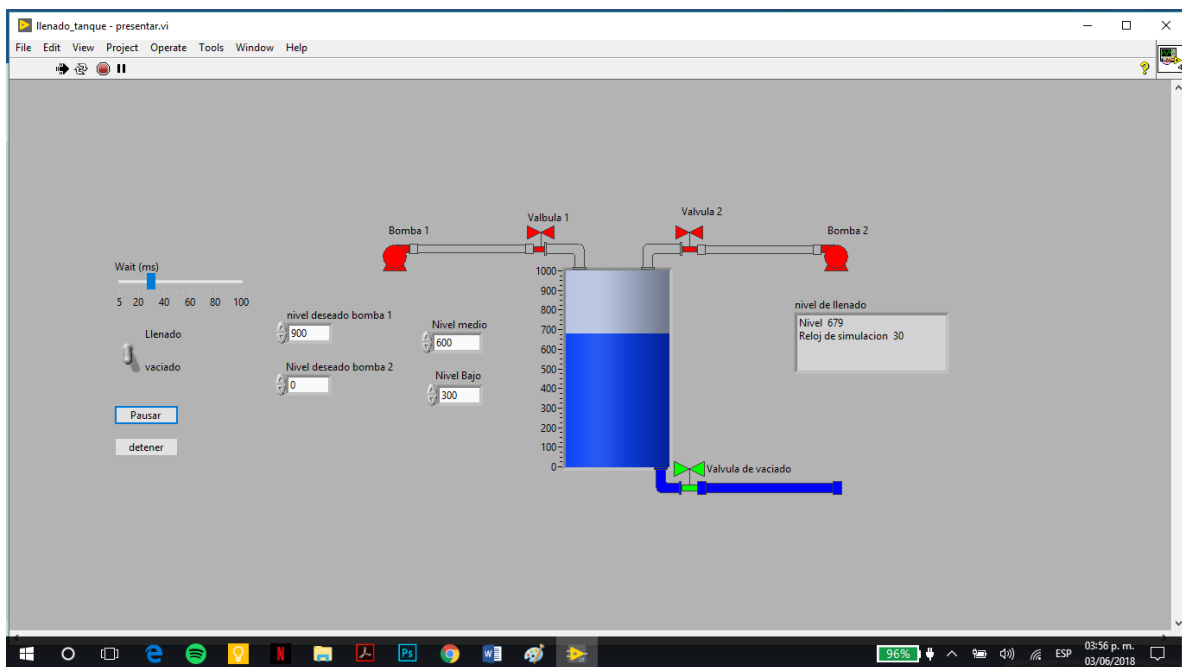 llenado_tanque - presentar.vi
File Edit View Project Operate Tools Window Help
Valbula 1
Valvula 2
Bomba 1
Bomba 2
Wait (ms)
5 20 40 60 80 100
Llenado
vaciado
Pausar
detener
nivel deseado bomba 1
900
Nivel deseado bomba 2
0
Nivel medio
600
Nivel Bajo
300
1000
900
800
700
600
500
400
300
200
100
0
nivel de llenado
Nivel 679
Reloj de simulacion 30
Valvula de vaciado
96%
ESP
03:56 p. m.
03/06/2018